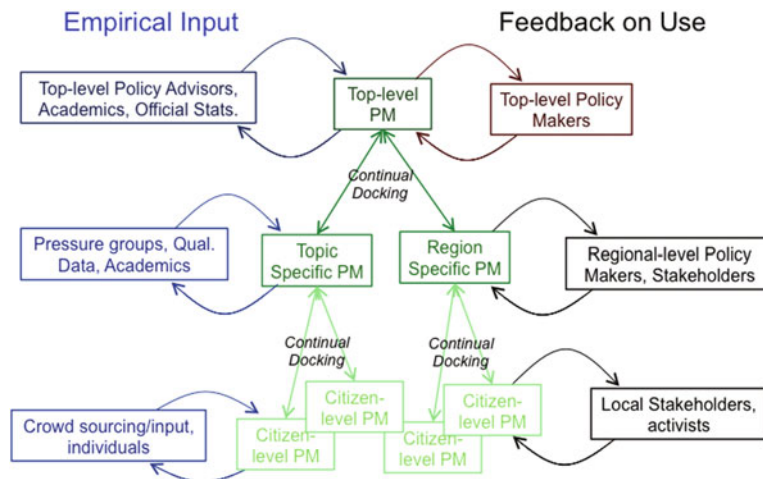 Empirical Input
Feedback on Use
Top-level Policy Advisors,
Academics, Official Stats.
Top-level
PM
Top-level Policy
Makers
Continual
Docking
Pressure groups, Qual.
Data, Academics
Topic
Specific PM
Region
Specific PM
Regional-level Policy
Makers, Stakeholders
Continual
Docking
Continual
Docking
Citizen-
level PM
Citizen-
level PM
Crowd sourcing/input,
individuals
Citizen-
level PM
Citizen-
level PM
Local Stakeholders,
activists